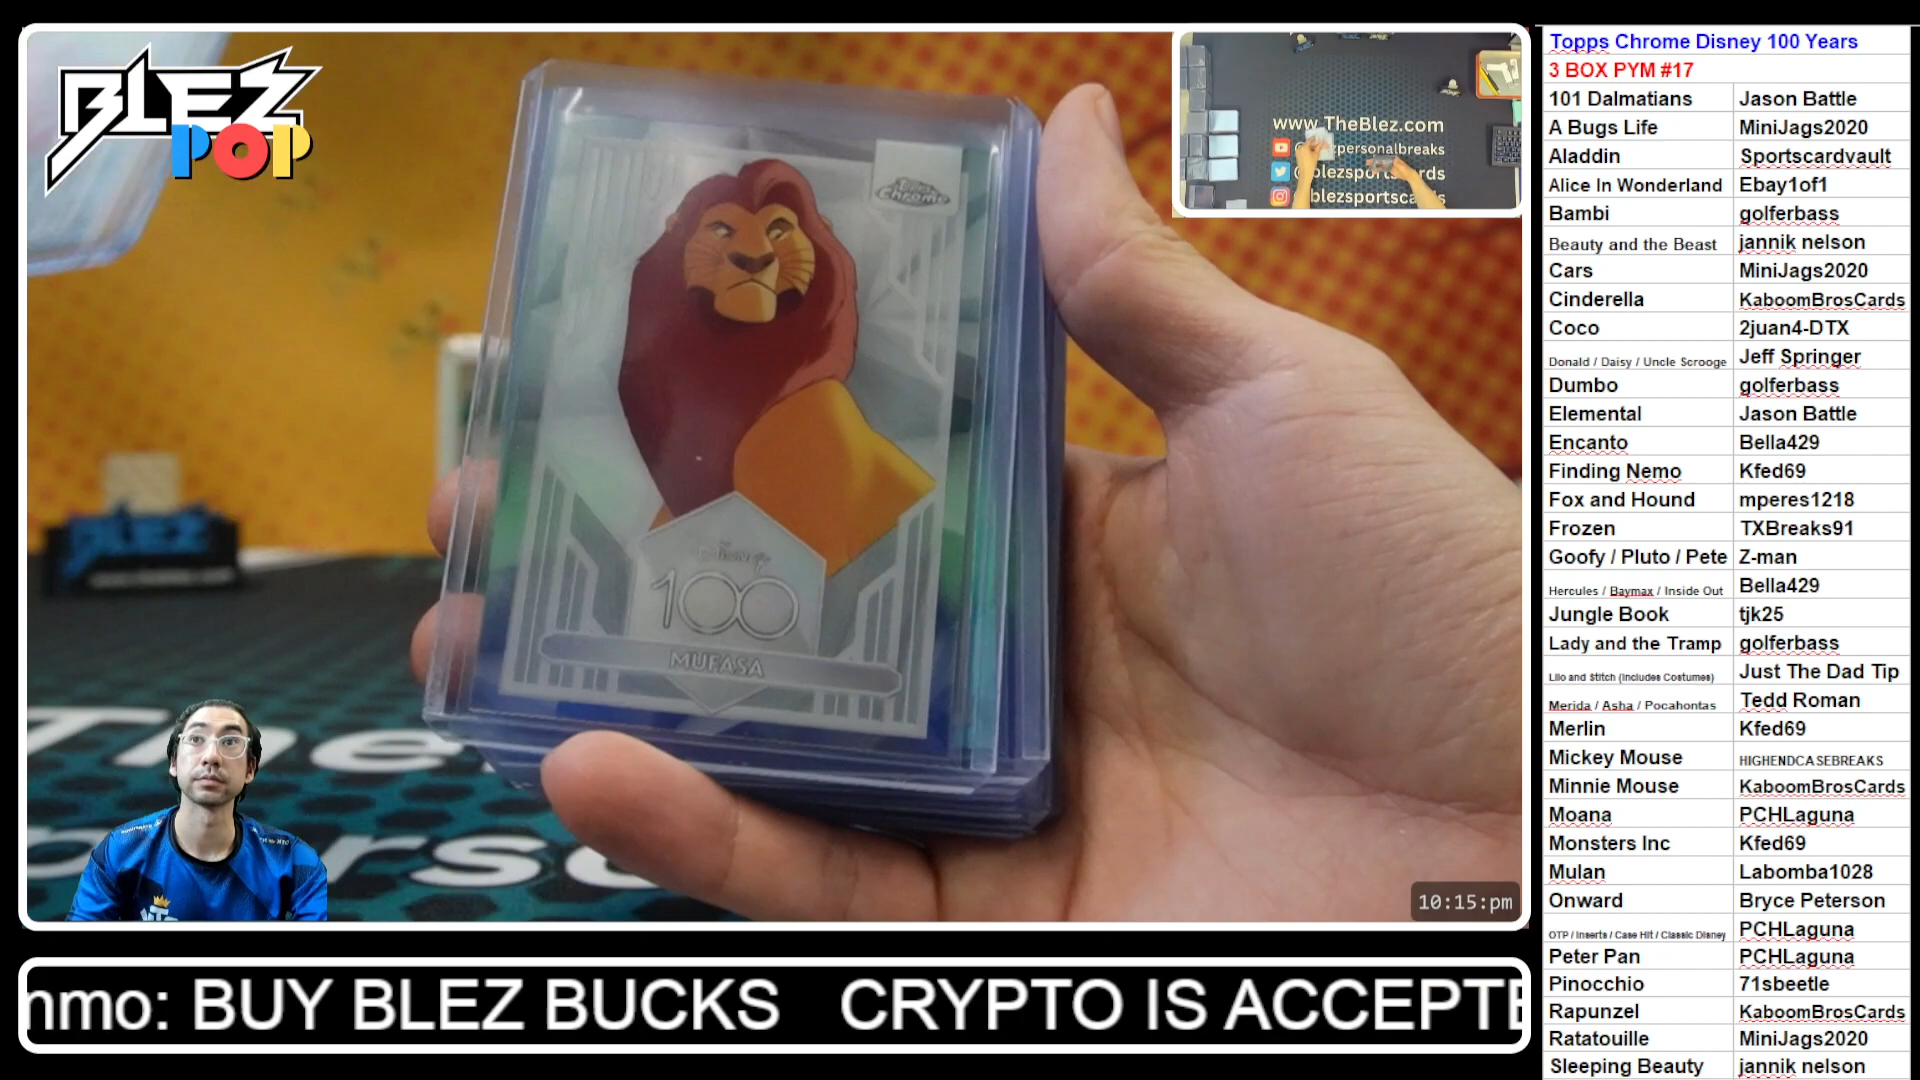 BLEZ
POP
Topps
Chrome
DISNEY
100
MUFASA
www.TheBlez.com
personalbreaks
blezsportscards
BLEZ
The
10:15:pm
nmo: BUY BLEZ BUCKS CRYPTO IS ACCEPTE
Topps Chrome Disney 100 Years
3 BOX PYM #17
101 Dalmatians Jason Battle
A Bugs Life MiniJags2020
Aladdin Sportscardvault
Alice In Wonderland Ebay1of1
Bambi golferbass
Beauty and the Beast jannik nelson
Cars MiniJags2020
Cinderella KaboomBrosCards
Coco 2juan4-DTX
Donald / Daisy / Uncle Scrooge Jeff Springer
Dumbo golferbass
Elemental Jason Battle
Encanto Bella429
Finding Nemo Kfed69
Fox and Hound mperes1218
Frozen TXBreaks91
Goofy / Pluto / Pete Z-man
Hercules / Baymax / Inside Out Bella429
Jungle Book tjk25
Lady and the Tramp golferbass
Lilo and Stitch (Includes Costumes) Just The Dad Tip
Merida / Asha / Pocahontas Tedd Roman
Merlin Kfed69
Mickey Mouse HIGHENDCASEBREAKS
Minnie Mouse KaboomBrosCards
Moana PCHLaguna
Monsters Inc Kfed69
Mulan Labomba1028
Onward Bryce Peterson
OTP / Inserts / Case Hit / Classic Disney PCHLaguna
Peter Pan PCHLaguna
Pinocchio 71sbeetle
Rapunzel KaboomBrosCards
Ratatouille MiniJags2020
Sleeping Beauty jannik nelson